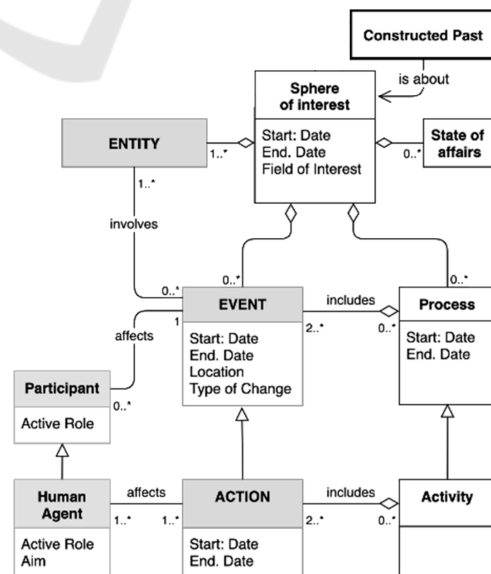 Constructed Past
is about
Sphere
of interest
Start: Date
End. Date
Field of Interest
ENTITY
1..*
State of
affairs
0..*
1..*
involves
0..*
0..*
0..*
EVENT
Start: Date
End. Date
Location
Type of Change
includes
2..*
0..*
Process
Start: Date
End. Date
1
affects
0..*
Participant
Active Role
Human
Agent
Active Role
Aim
affects
1..*
1..*
ACTION
Start: Date
End. Date
includes
2..*
0..*
Activity